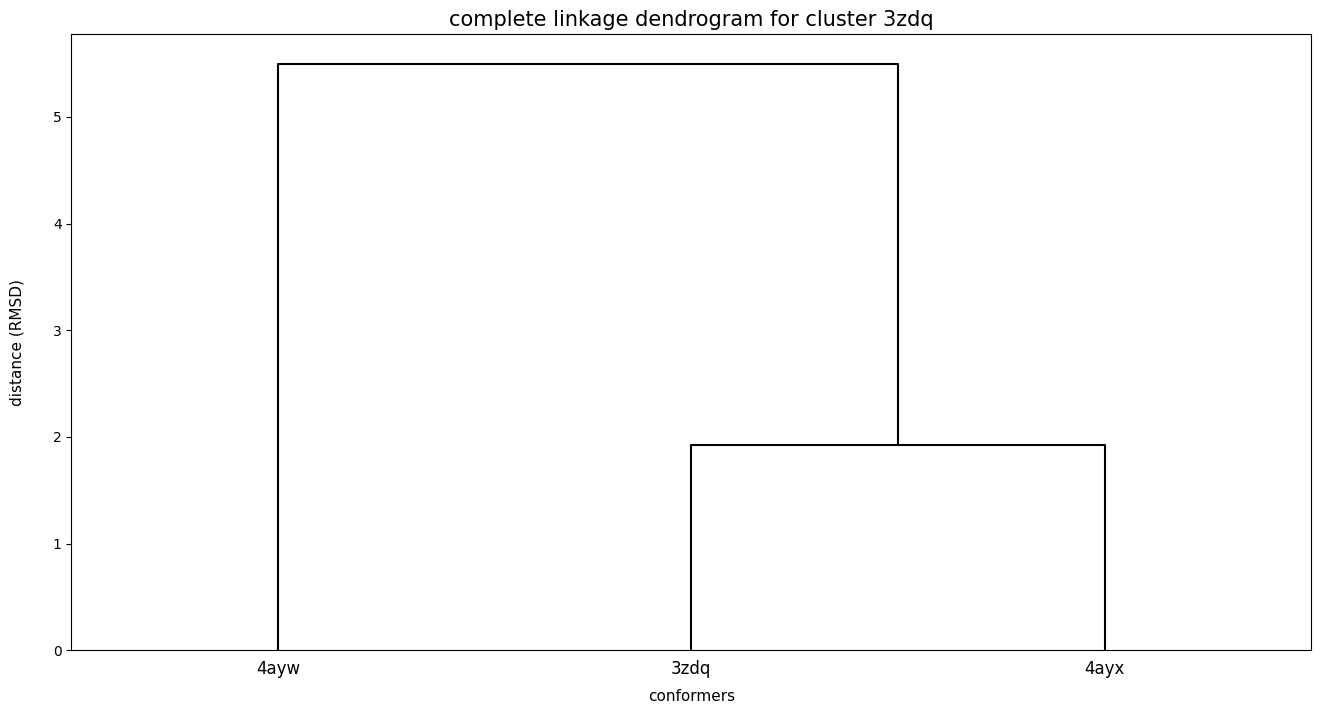 complete linkage dendrogram for cluster 3zdq
distance (RMSD)
5
4
3
2
1
0
4ayw 3zdq 4ayx
conformers